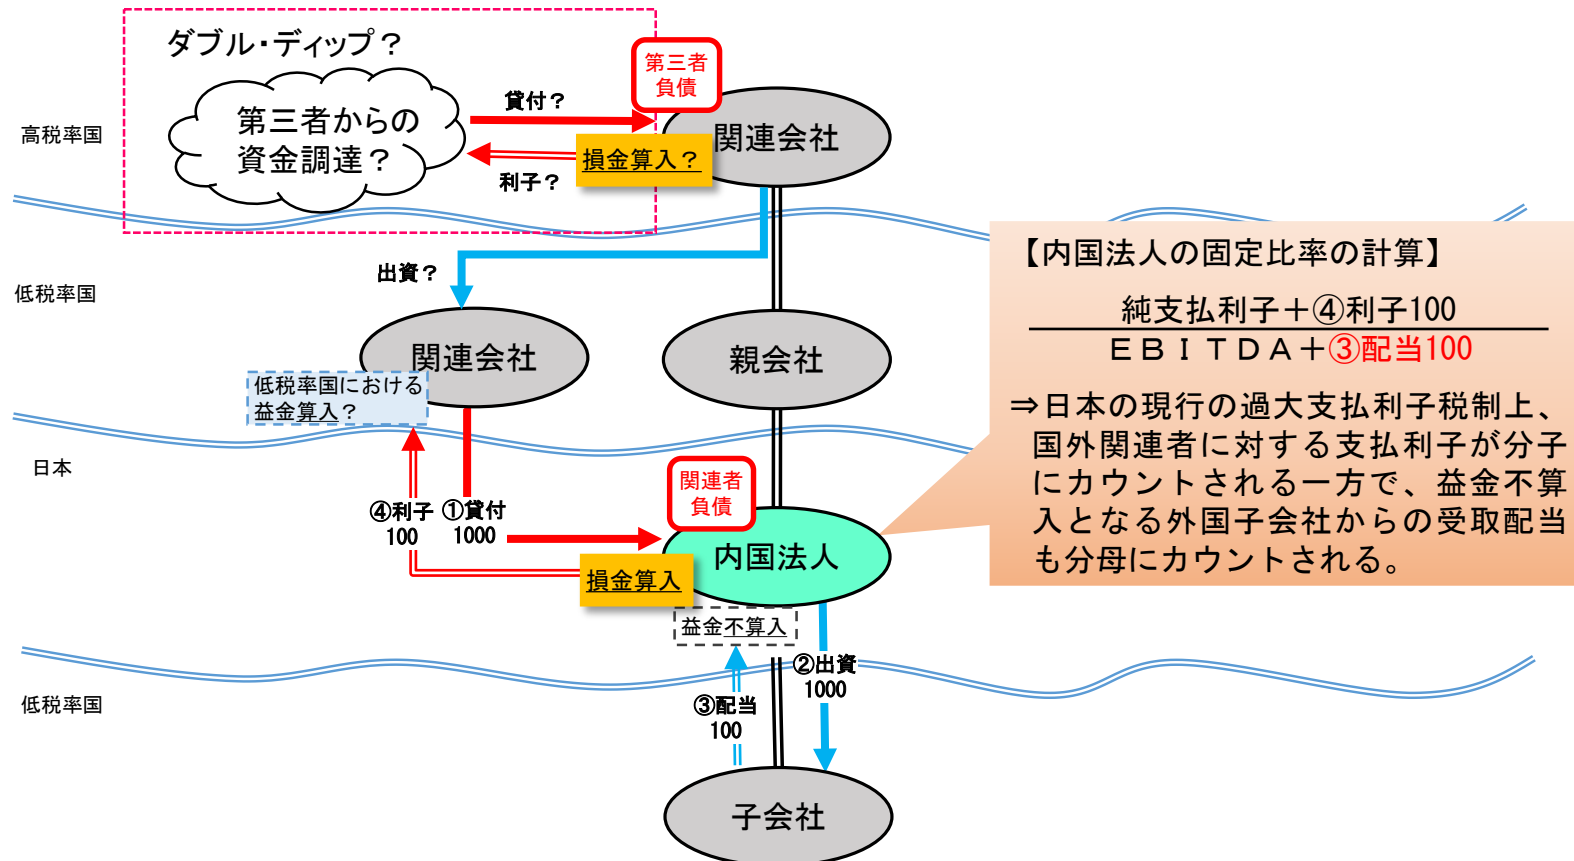 ダブル・ディップ？
第三者からの
資金調達？
貸付？
利子？
第三者
負債
損金算入？
関連会社
高税率国
出資？
低税率国
関連会社
親会社
低税率国における
益金算入？
日本
④利子
100
①貸付
1000
関連者
負債
内国法人
損金算入
益金不算入
②出資
1000
③配当
100
低税率国
子会社
【内国法人の固定比率の計算】
純支払利子＋④利子100
ＥＢＩＴＤＡ＋③配当100
⇒日本の現行の過大支払利子税制上、
国外関連者に対する支払利子が分子
にカウントされる一方で、益金不算
入となる外国子会社からの受取配当
も分母にカウントされる。